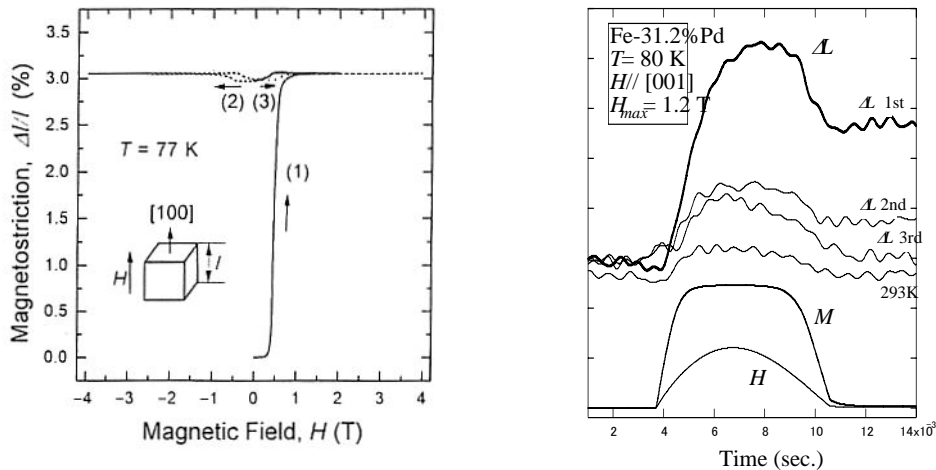 Magnetostriction, Δl/l (%)
3.5
3.0
2.5
2.0
1.5
1.0
0.5
0.0
(2) (3)
T = 77 K
(1)
[100]
H
l
−4 −3 −2 −1 0 1 2 3 4
Magnetic Field, H (T)
Fe-31.2%Pd
T= 80 K
H// [001]
Hmax= 1.2 T
ΔL
ΔL 1st
ΔL 2nd
ΔL 3rd
293K
M
H
2 4 6 8 10 12 14×10⁻³
Time (sec.)